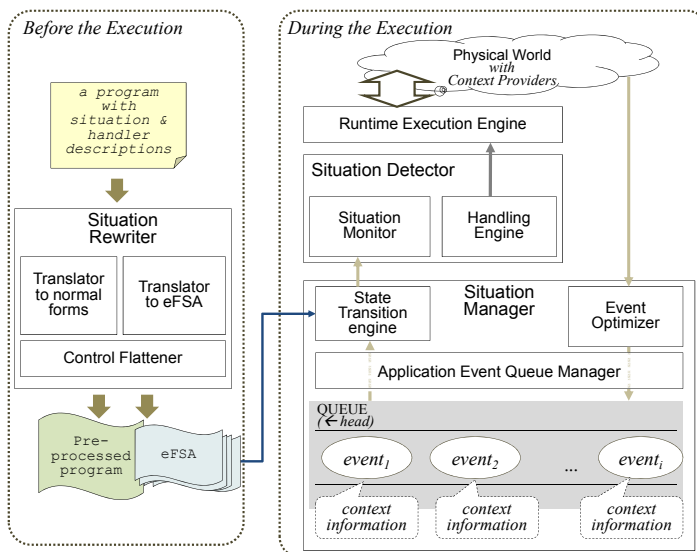 Before the Execution
a program
with
situation &
handler
descriptions
Situation
Rewriter
Translator
to normal
forms
Translator
to eFSA
Control Flattener
Pre-
processed
program
eFSA
During the Execution
Physical World
with
Context Providers
Runtime Execution Engine
Situation Detector
Situation
Monitor
Handling
Engine
State
Transition
engine
Situation
Manager
Event
Optimizer
Application Event Queue Manager
QUEUE
(← head)
event1
event2
...
eventi
context
information
context
information
context
information